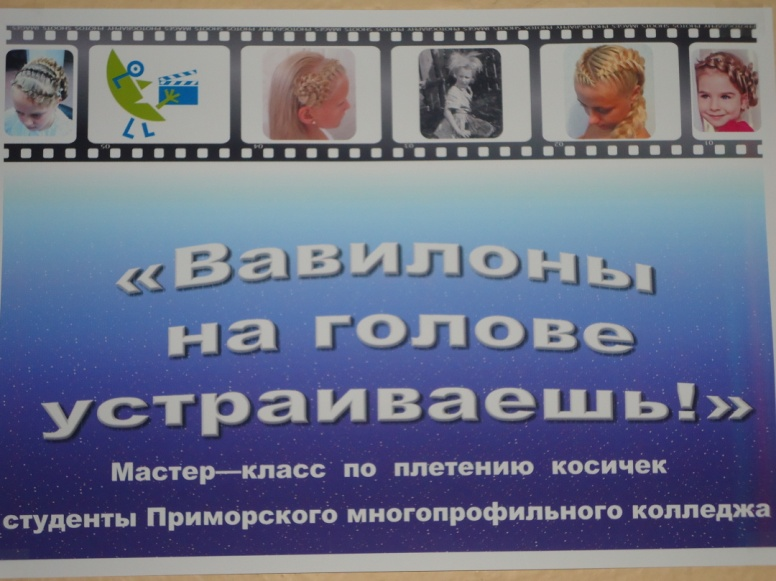 «Вавилоны
на голове
устраиваешь!»
Мастер—класс по плетению косичек
студенты Приморского многопрофильного колледжа